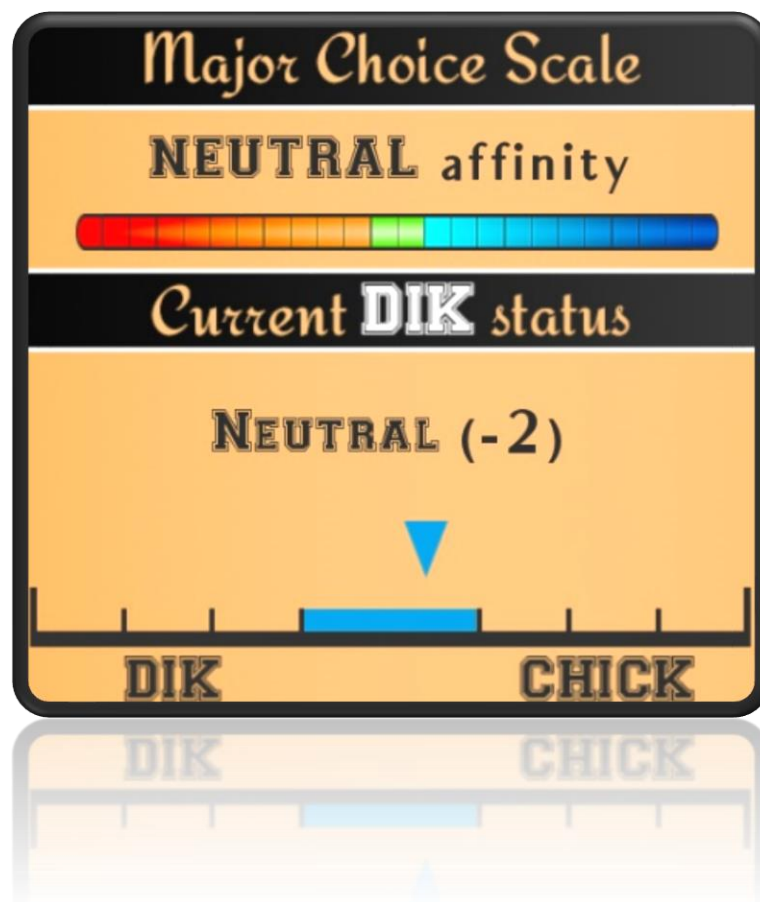 Major Choice Scale
NEUTRAL affinity
Current DIK status
NEUTRAL (-2)
DIK CHICK